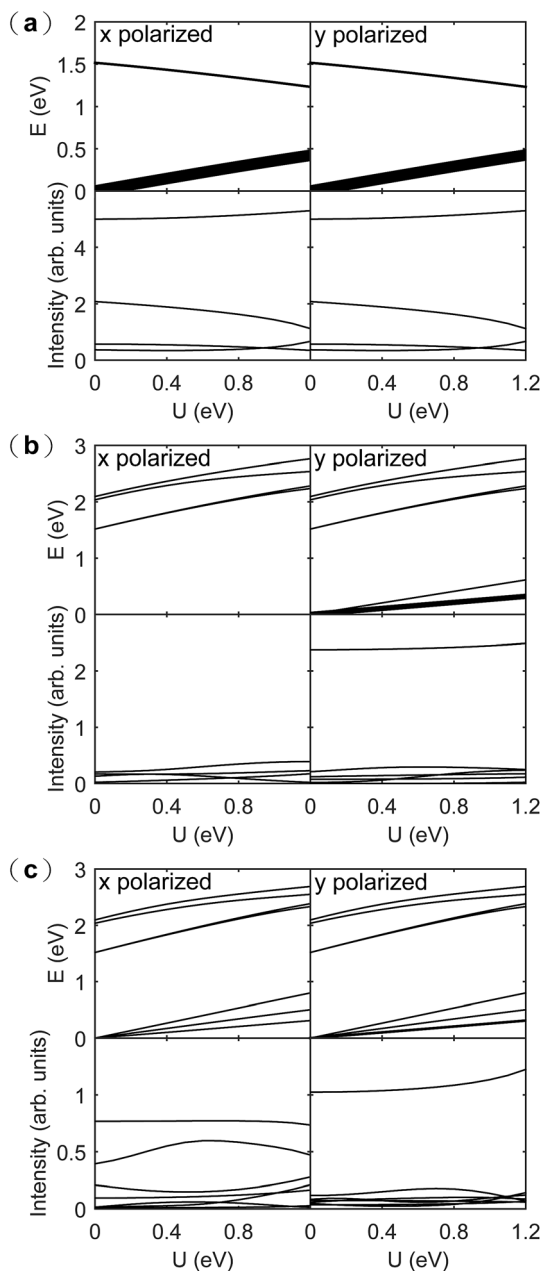 (a)
x polarized
y polarized
2
1.5
1
0.5
0
E (eV)
4
2
0
Intensity (arb. units)
0 0.4 0.8 0 0.4 0.8 1.2
U (eV) U (eV)
(b)
x polarized
y polarized
3
2
1
0
E (eV)
4
2
0
Intensity (arb. units)
0 0.4 0.8 0 0.4 0.8 1.2
U (eV) U (eV)
(c)
x polarized
y polarized
3
2
1
0
E (eV)
1
0.5
0
Intensity (arb. units)
0 0.4 0.8 0 0.4 0.8 1.2
U (eV) U (eV)